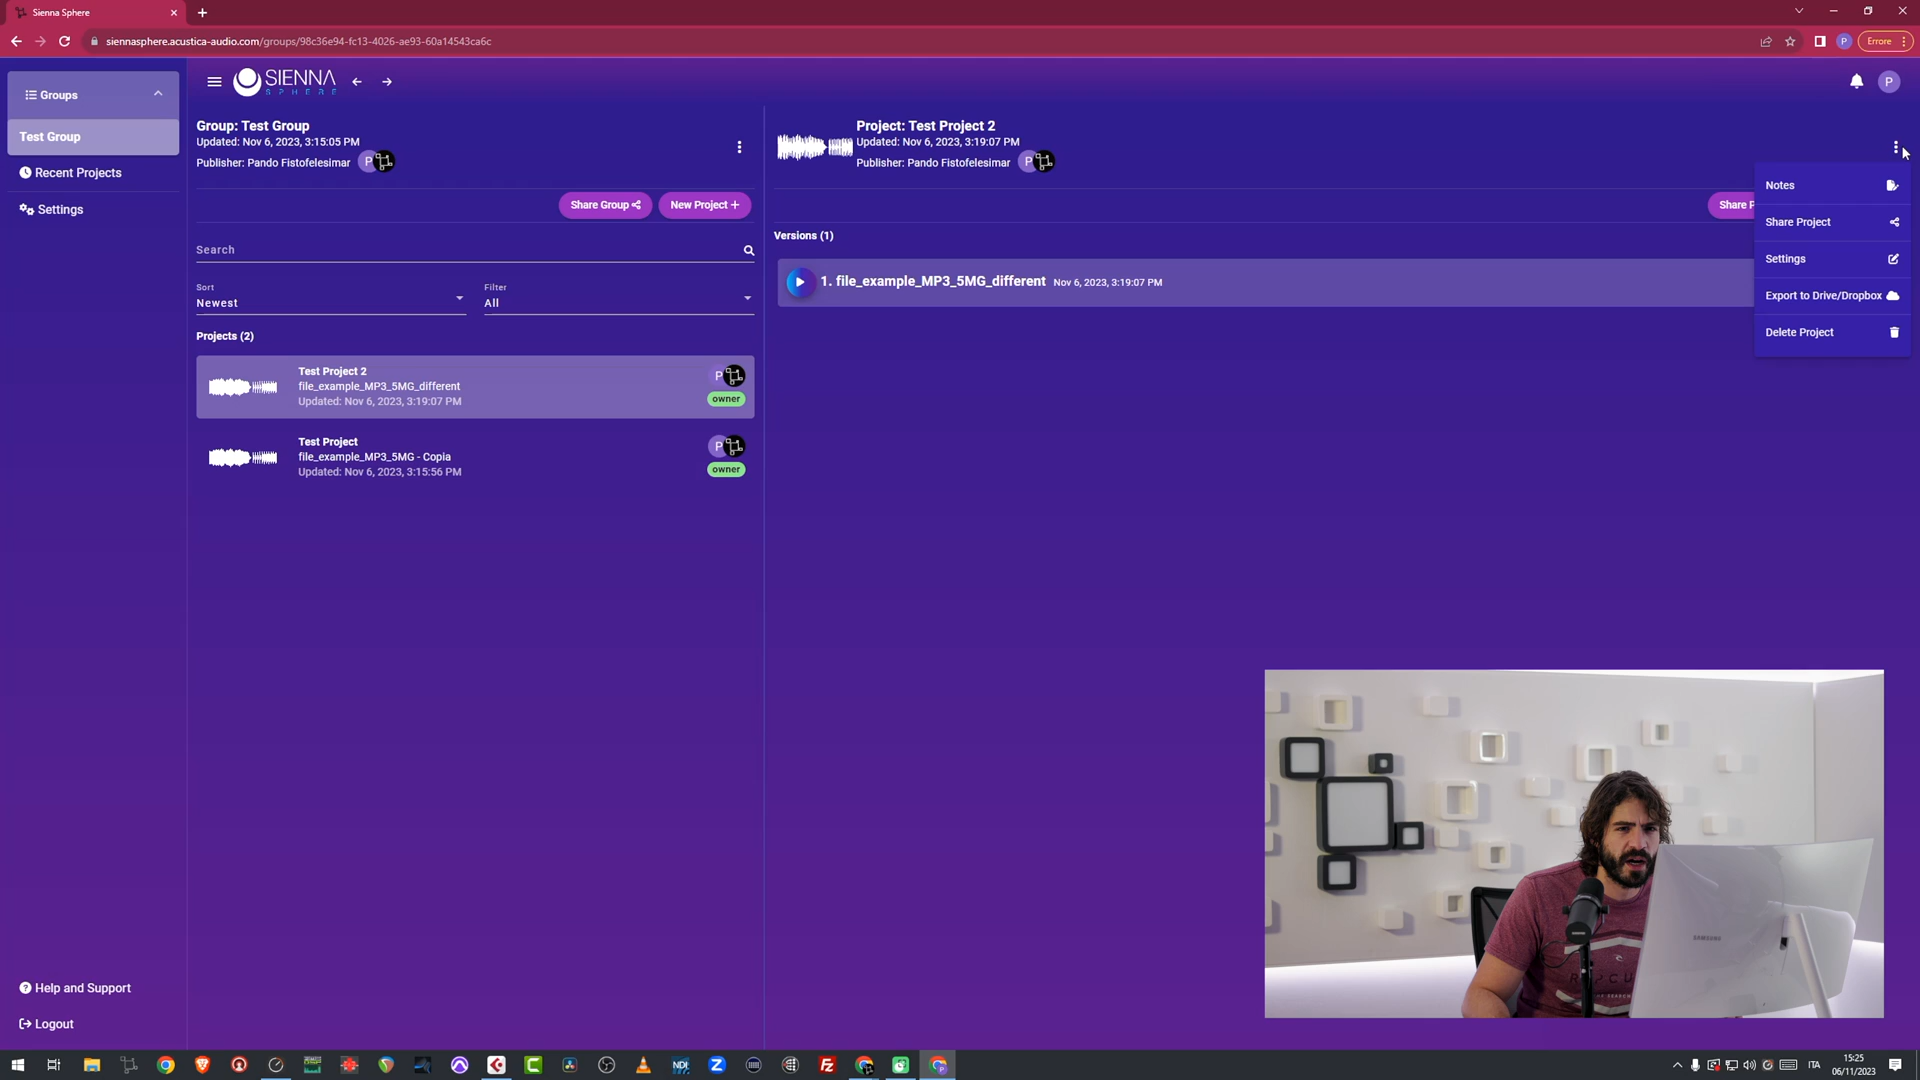 Sienna Sphere
siennasphere.acustica-audio.com/groups/98c36e94-fc13-4026-ae93-60a14543ca6c
P
Errore
Groups
Test Group
Recent Projects
Settings
Help and Support
Logout
SIENNA
SPHERE
P
Group: Test Group
Updated: Nov 6, 2023, 3:15:05 PM
Publisher: Pando Fistofelesimar
P
Share Group
New Project +
Search
Sort
Newest
Filter
All
Projects (2)
Test Project 2
file_example_MP3_5MG_different
Updated: Nov 6, 2023, 3:19:07 PM
P
owner
Test Project
file_example_MP3_5MG - Copia
Updated: Nov 6, 2023, 3:15:56 PM
P
owner
Project: Test Project 2
Updated: Nov 6, 2023, 3:19:07 PM
Publisher: Pando Fistofelesimar
P
Share P
Versions (1)
1. file_example_MP3_5MG_different Nov 6, 2023, 3:19:07 PM
Notes
Share Project
Settings
Export to Drive/Dropbox
Delete Project
SAMSUNG
NDI
Z
Fz
ITA
15:25
06/11/2023